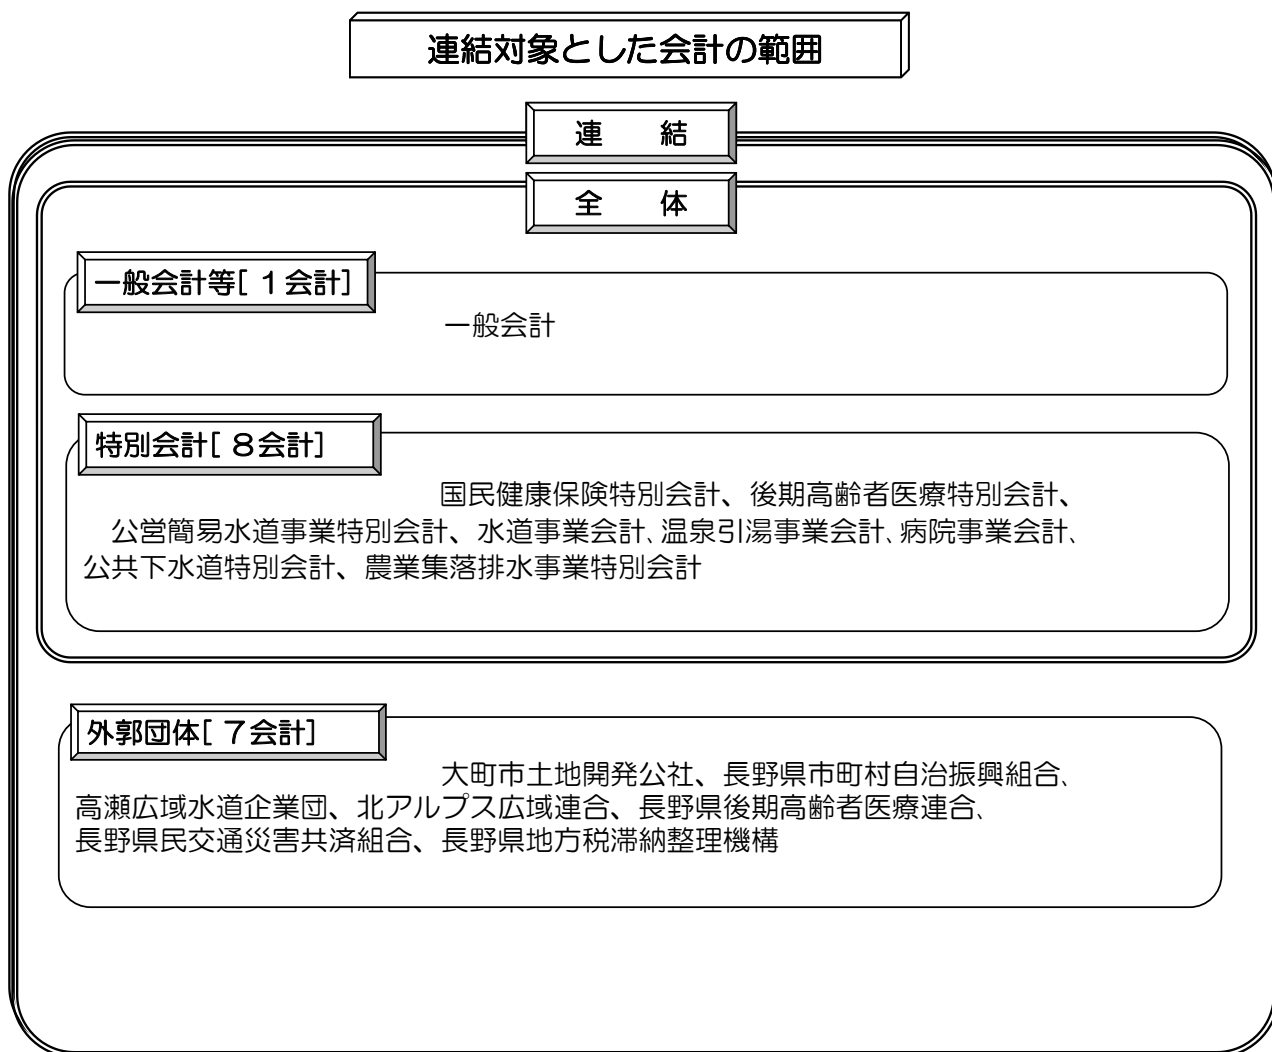 連結対象とした会計の範囲
連　結
全　体
一般会計等[ 1会計]
一般会計
特別会計[ 8会計]
国民健康保険特別会計、後期高齢者医療特別会計、
公営簡易水道事業特別会計、水道事業会計、温泉引湯事業会計、病院事業会計、
公共下水道特別会計、農業集落排水事業特別会計
外郭団体[ 7会計]
大町市土地開発公社、長野県市町村自治振興組合、
高瀬広域水道企業団、北アルプス広域連合、長野県後期高齢者医療連合、
長野県民交通災害共済組合、長野県地方税滞納整理機構